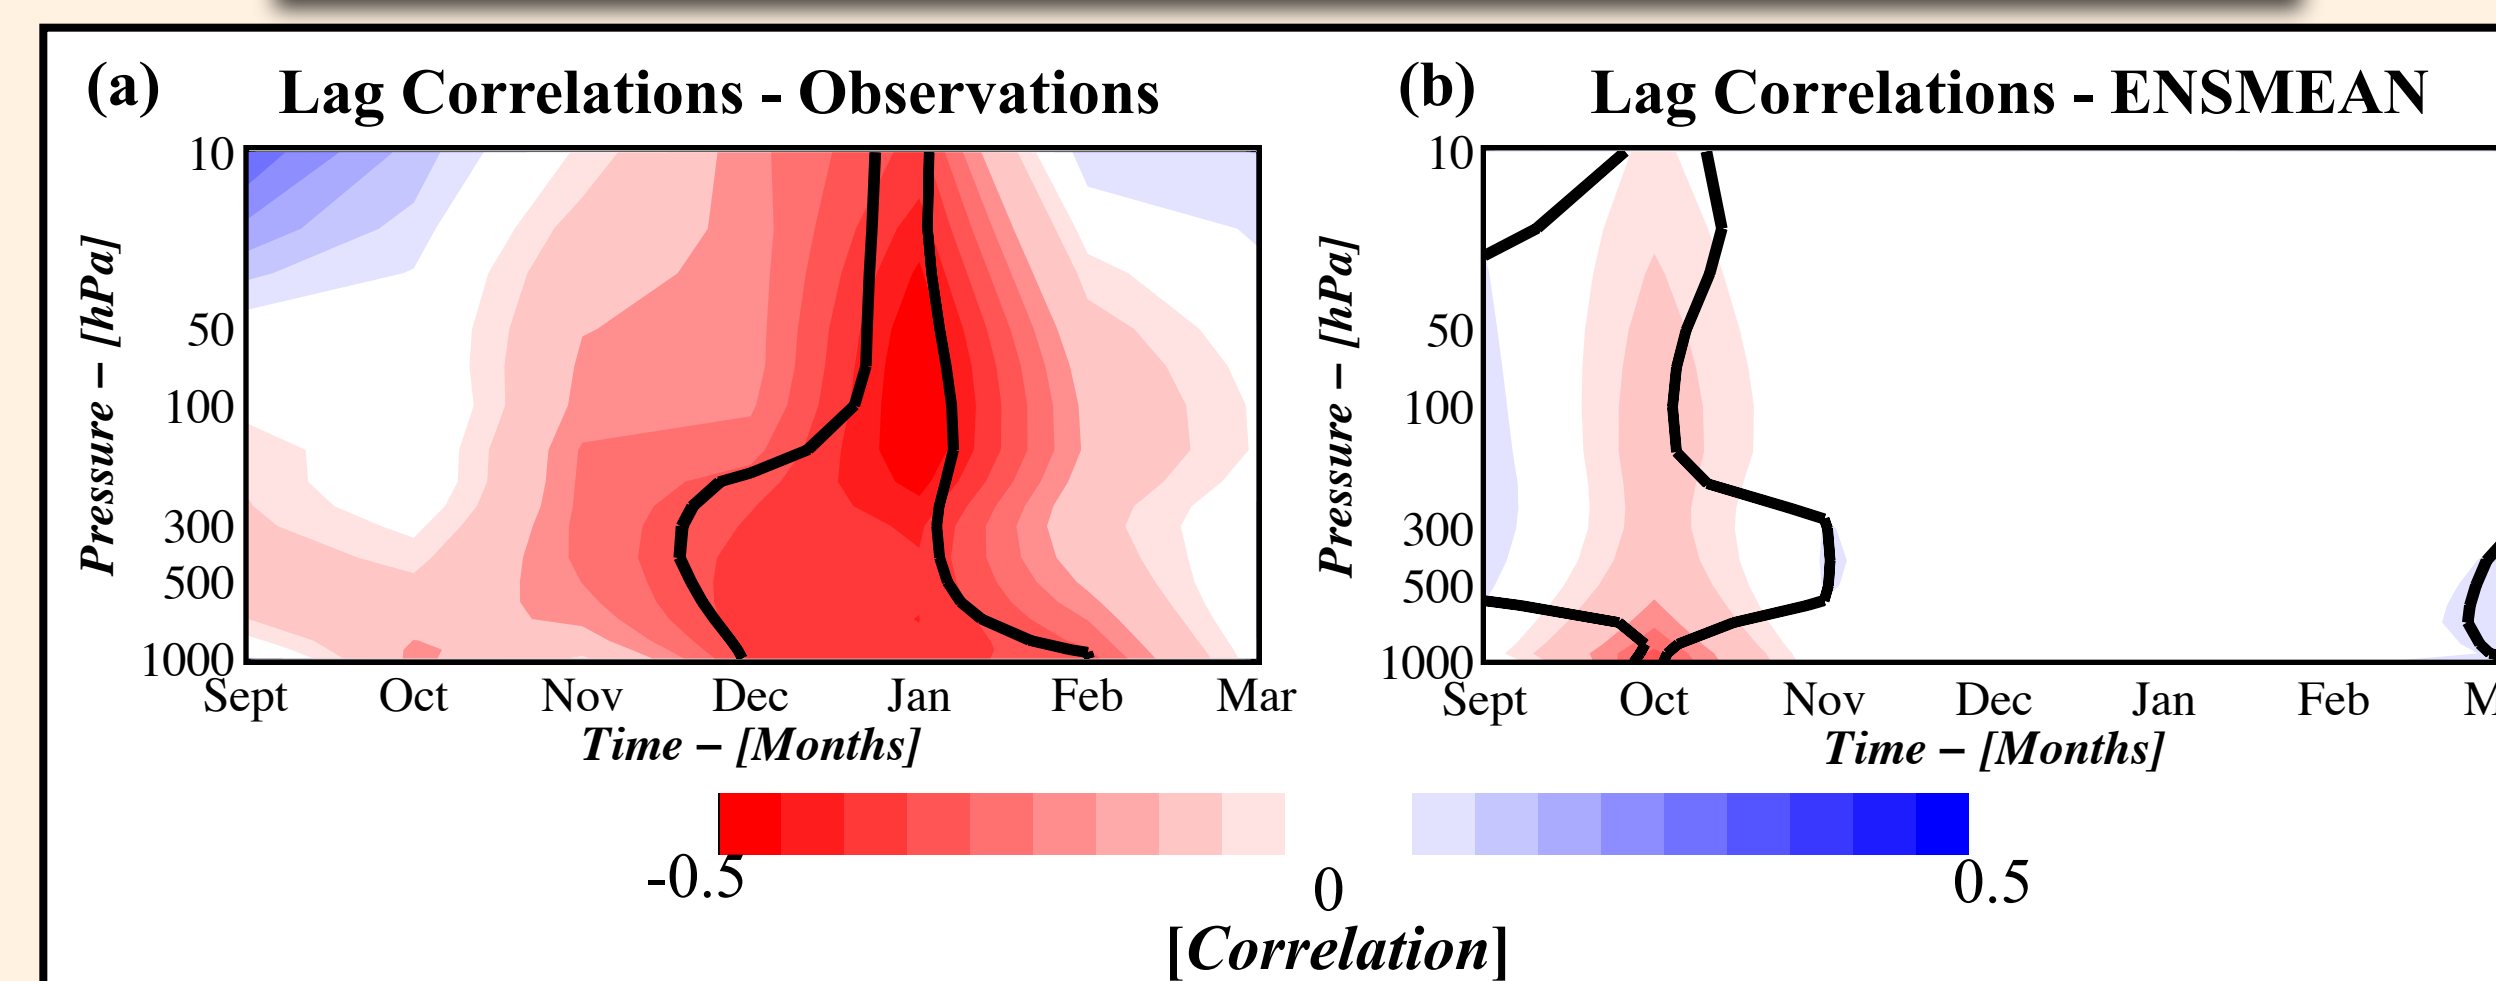 (a) Lag Correlations - Observations
10
50
100
300
500
1000
Pressure – [hPa]
Sept Oct Nov Dec Jan Feb Mar
Time – [Months]
(b) Lag Correlations - ENSMEAN
10
50
100
300
500
1000
Pressure – [hPa]
Sept Oct Nov Dec Jan Feb
Time – [Months]
-0.5 0 0.5
[Correlation]